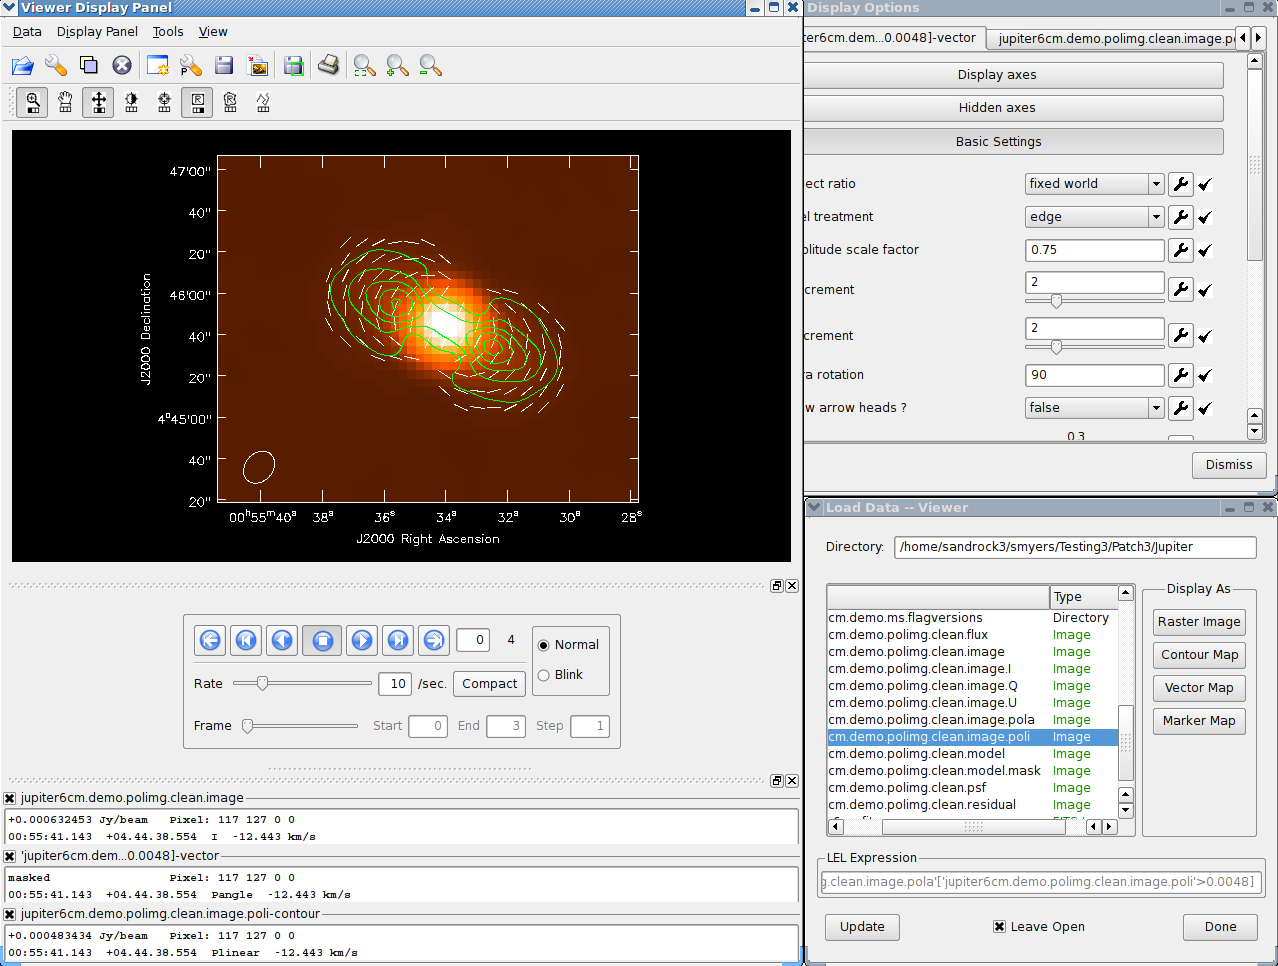 Viewer Display Panel
Data Display Panel Tools View
47'00"
40"
20"
46'00"
40"
20"
4°45'00"
40"
20"
J2000 Declination
00h55m40s 38s 36s 34s 32s 30s 28s
J2000 Right Ascension
0 4
Normal
Blink
Rate 10 /sec. Compact
Frame Start 0 End 3 Step 1
jupiter6cm.demo.polimg.clean.image
+0.000632453 Jy/beam Pixel: 117 127 0 0
00:55:41.143 +04.44.38.554 I -12.443 km/s
'jupiter6cm.dem...0.0048]-vector
masked Pixel: 117 127 0 0
00:55:41.143 +04.44.38.554 Pangle -12.443 km/s
jupiter6cm.demo.polimg.clean.image.poli-contour
+0.000483434 Jy/beam Pixel: 117 127 0 0
00:55:41.143 +04.44.38.554 Plinear -12.443 km/s
Display Options
ter6cm.dem...0.0048]-vector jupiter6cm.demo.polimg.clean.image.p
Display axes
Hidden axes
Basic Settings
ect ratio fixed world
el treatment edge
plitude scale factor 0.75
crement 2
crement 2
ra rotation 90
w arrow heads ? false
0.3
Dismiss
Load Data -- Viewer
Directory: /home/sandrock3/smyers/Testing3/Patch3/Jupiter
Type
cm.demo.ms.flagversions Directory
cm.demo.polimg.clean.flux Image
cm.demo.polimg.clean.image Image
cm.demo.polimg.clean.image.I Image
cm.demo.polimg.clean.image.Q Image
cm.demo.polimg.clean.image.U Image
cm.demo.polimg.clean.image.pola Image
cm.demo.polimg.clean.image.poli Image
cm.demo.polimg.clean.model Image
cm.demo.polimg.clean.model.mask Image
cm.demo.polimg.clean.psf Image
cm.demo.polimg.clean.residual Image
Display As
Raster Image
Contour Map
Vector Map
Marker Map
LEL Expression
g.clean.image.pola'['jupiter6cm.demo.polimg.clean.image.poli'>0.0048]
Update Leave Open Done